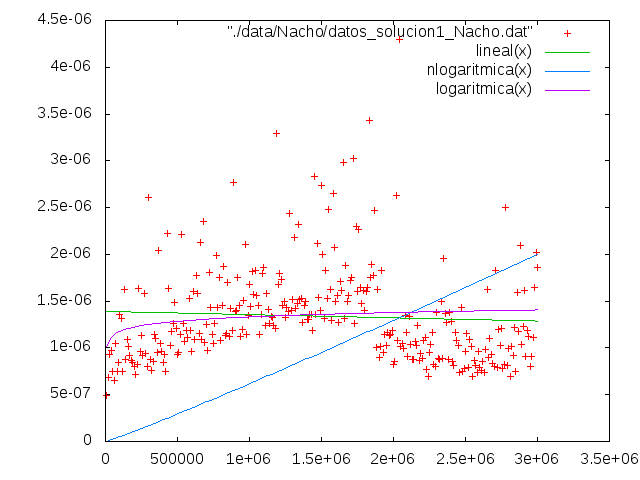 4.5e-06
4e-06
3.5e-06
3e-06
2.5e-06
2e-06
1.5e-06
1e-06
5e-07
0
0
500000
1e+06
1.5e+06
2e+06
2.5e+06
3e+06
3.5e+06
"./data/Nacho/datos_solucion1_Nacho.dat"
lineal(x)
nlogaritmica(x)
logaritmica(x)